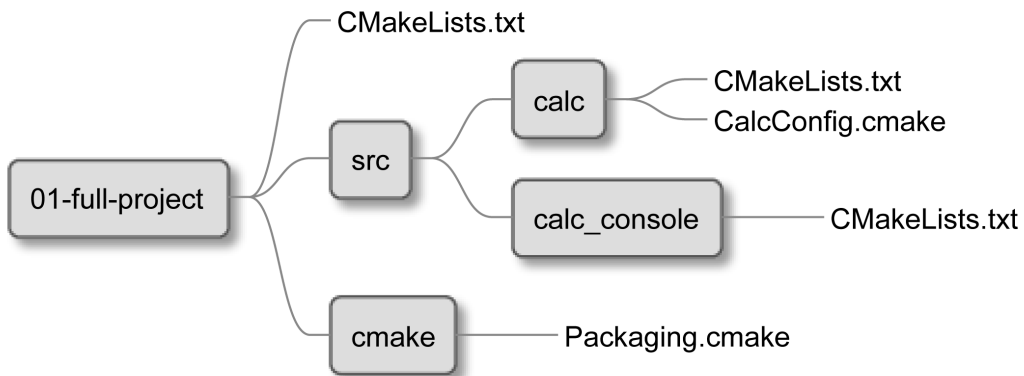 CMakeLists.txt
01-full-project
src
calc
CMakeLists.txt
CalcConfig.cmake
calc_console
CMakeLists.txt
cmake
Packaging.cmake